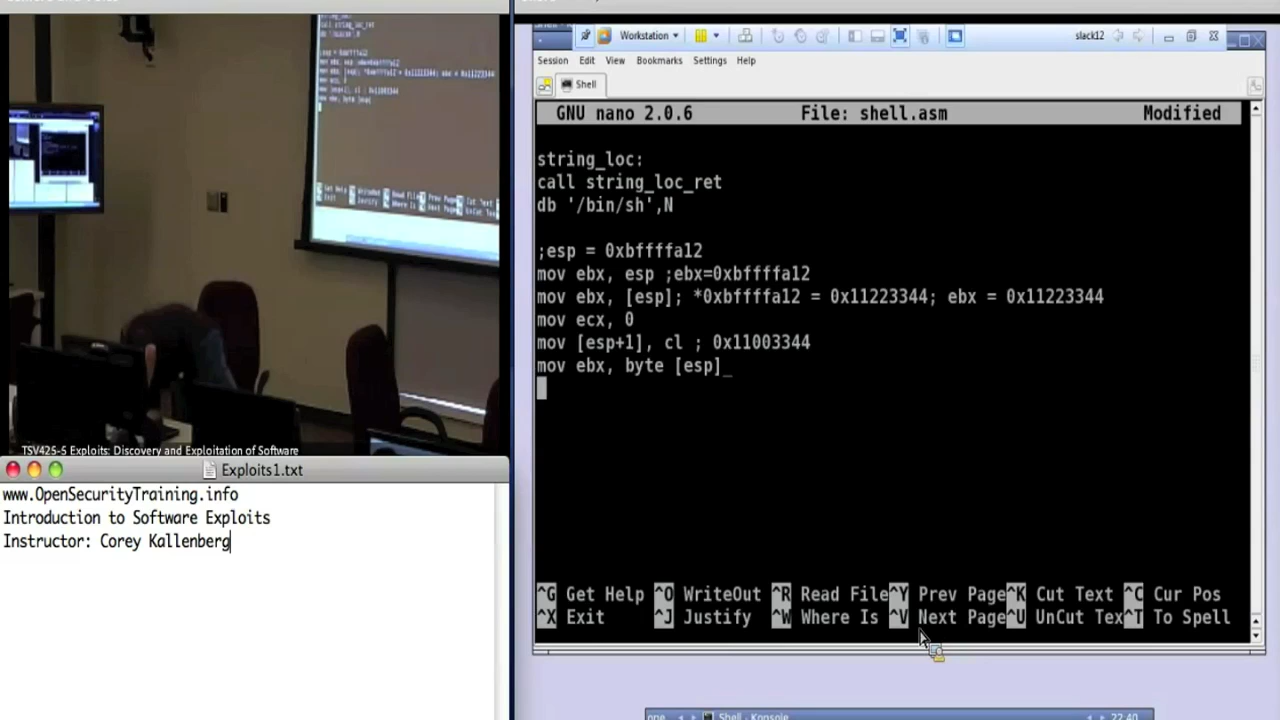 Workstation
slack12
Session Edit View Bookmarks Settings Help
Shell
GNU nano 2.0.6 File: shell.asm Modified
string_loc:
call string_loc_ret
db '/bin/sh',N
;esp = 0xbffffa12
mov ebx, esp ;ebx=0xbffffa12
mov ebx, [esp]; *0xbffffa12 = 0x11223344; ebx = 0x11223344
mov ecx, 0
mov [esp+1], cl ; 0x11003344
mov ebx, byte [esp]_
^G Get Help ^O WriteOut ^R Read File ^Y Prev Page ^K Cut Text ^C Cur Pos
^X Exit ^J Justify ^W Where Is ^V Next Page ^U UnCut Tex ^T To Spell
Shell - Konsole
22:40
TSV425-5 Exploits: Discovery and Exploitation of Software
Exploits1.txt
www.OpenSecurityTraining.info
Introduction to Software Exploits
Instructor: Corey Kallenberg